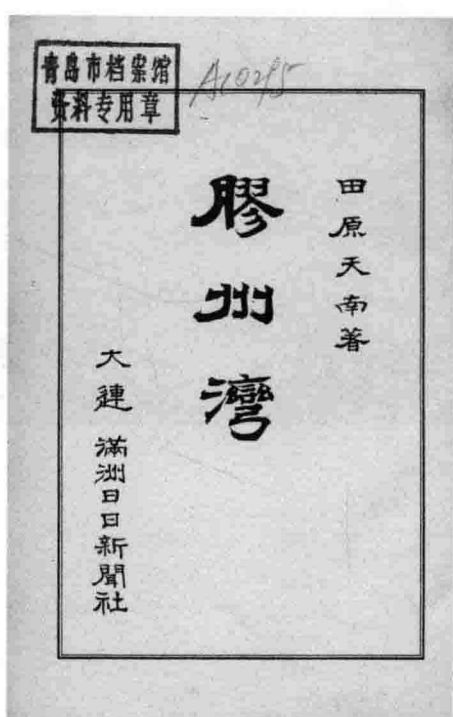 青岛市档案馆
资料专用章
A10295
田原天南著
膠州灣
大連 滿洲日日新聞社